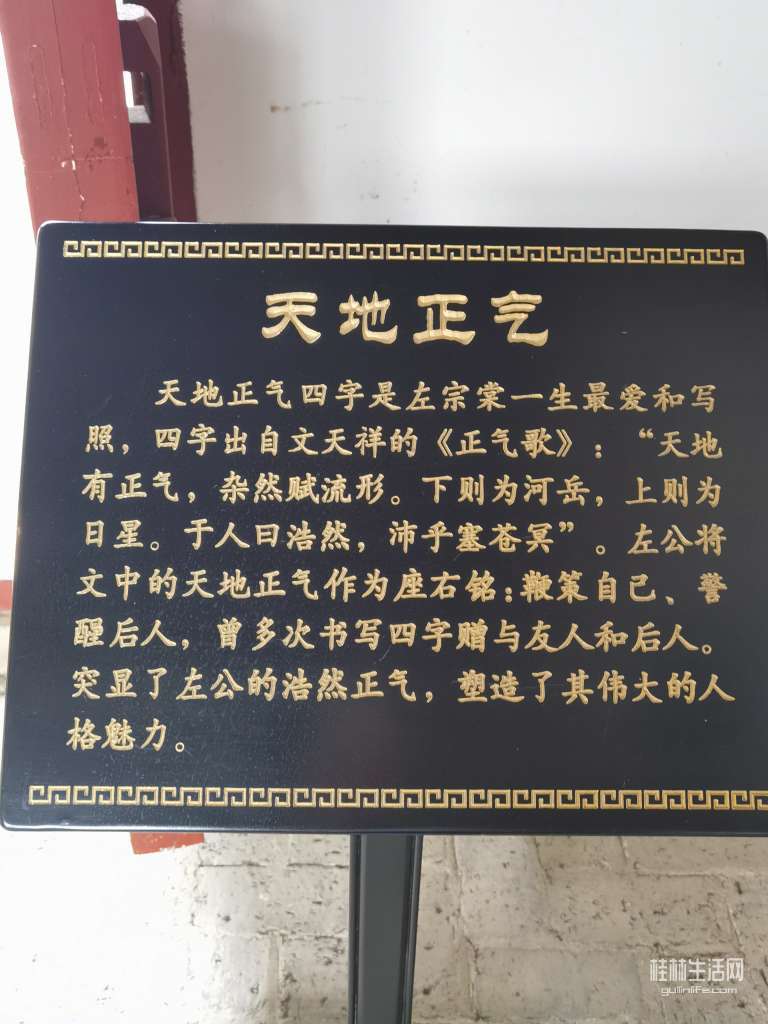 天地正气
天地正气四字是左宗棠一生最爱和写
照，四字出自文天祥的《正气歌》：“天地
有正气，杂然赋流形。下则为河岳，上则为
日星。于人曰浩然，沛乎塞苍冥”。左公将
文中的天地正气作为座右铭：鞭策自己、警
醒后人，曾多次书写四字赠与友人和后人。
突显了左公的浩然正气，塑造了其伟大的人
格魅力。
桂林生活网
guilinlife.com